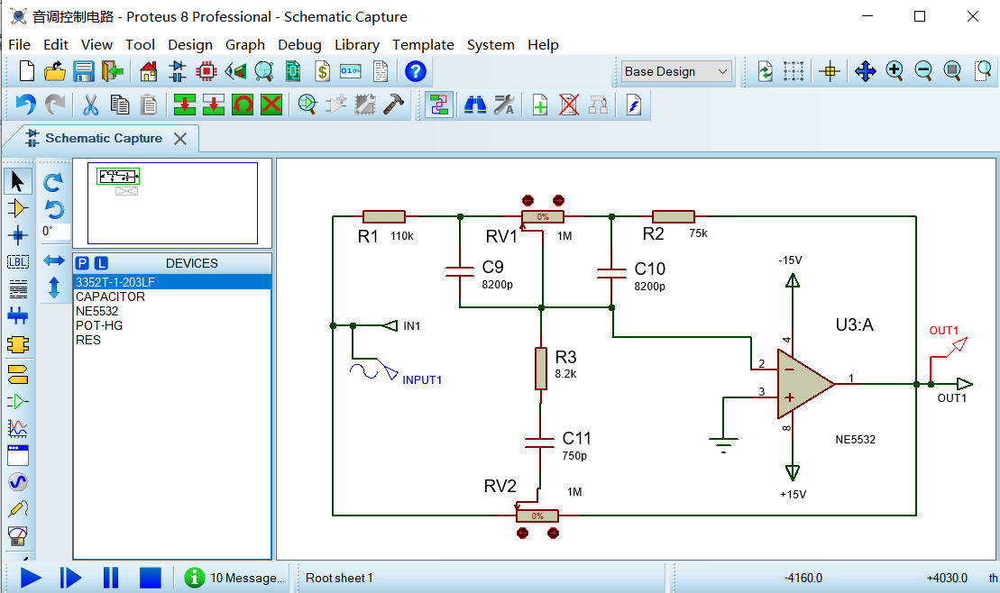 音调控制电路 - Proteus 8 Professional - Schematic Capture
File Edit View Tool Design Graph Debug Library Template System Help
$ 0101 ? Base Design
Schematic Capture
0°
LBL
P L DEVICES
3352T-1-203LF
CAPACITOR
NE5532
POT-HG
RES
R1 110k
RV1 0% 1M
R2 75k
C9
8200p
C10
8200p
-15V
IN1
INPUT1
R3
8.2k
U3:A
4
2
3
1
8
OUT1
OUT1
NE5532
C11
750p
+15V
RV2 1M
0%
10 Message... Root sheet 1 -4160.0 +4030.0 th